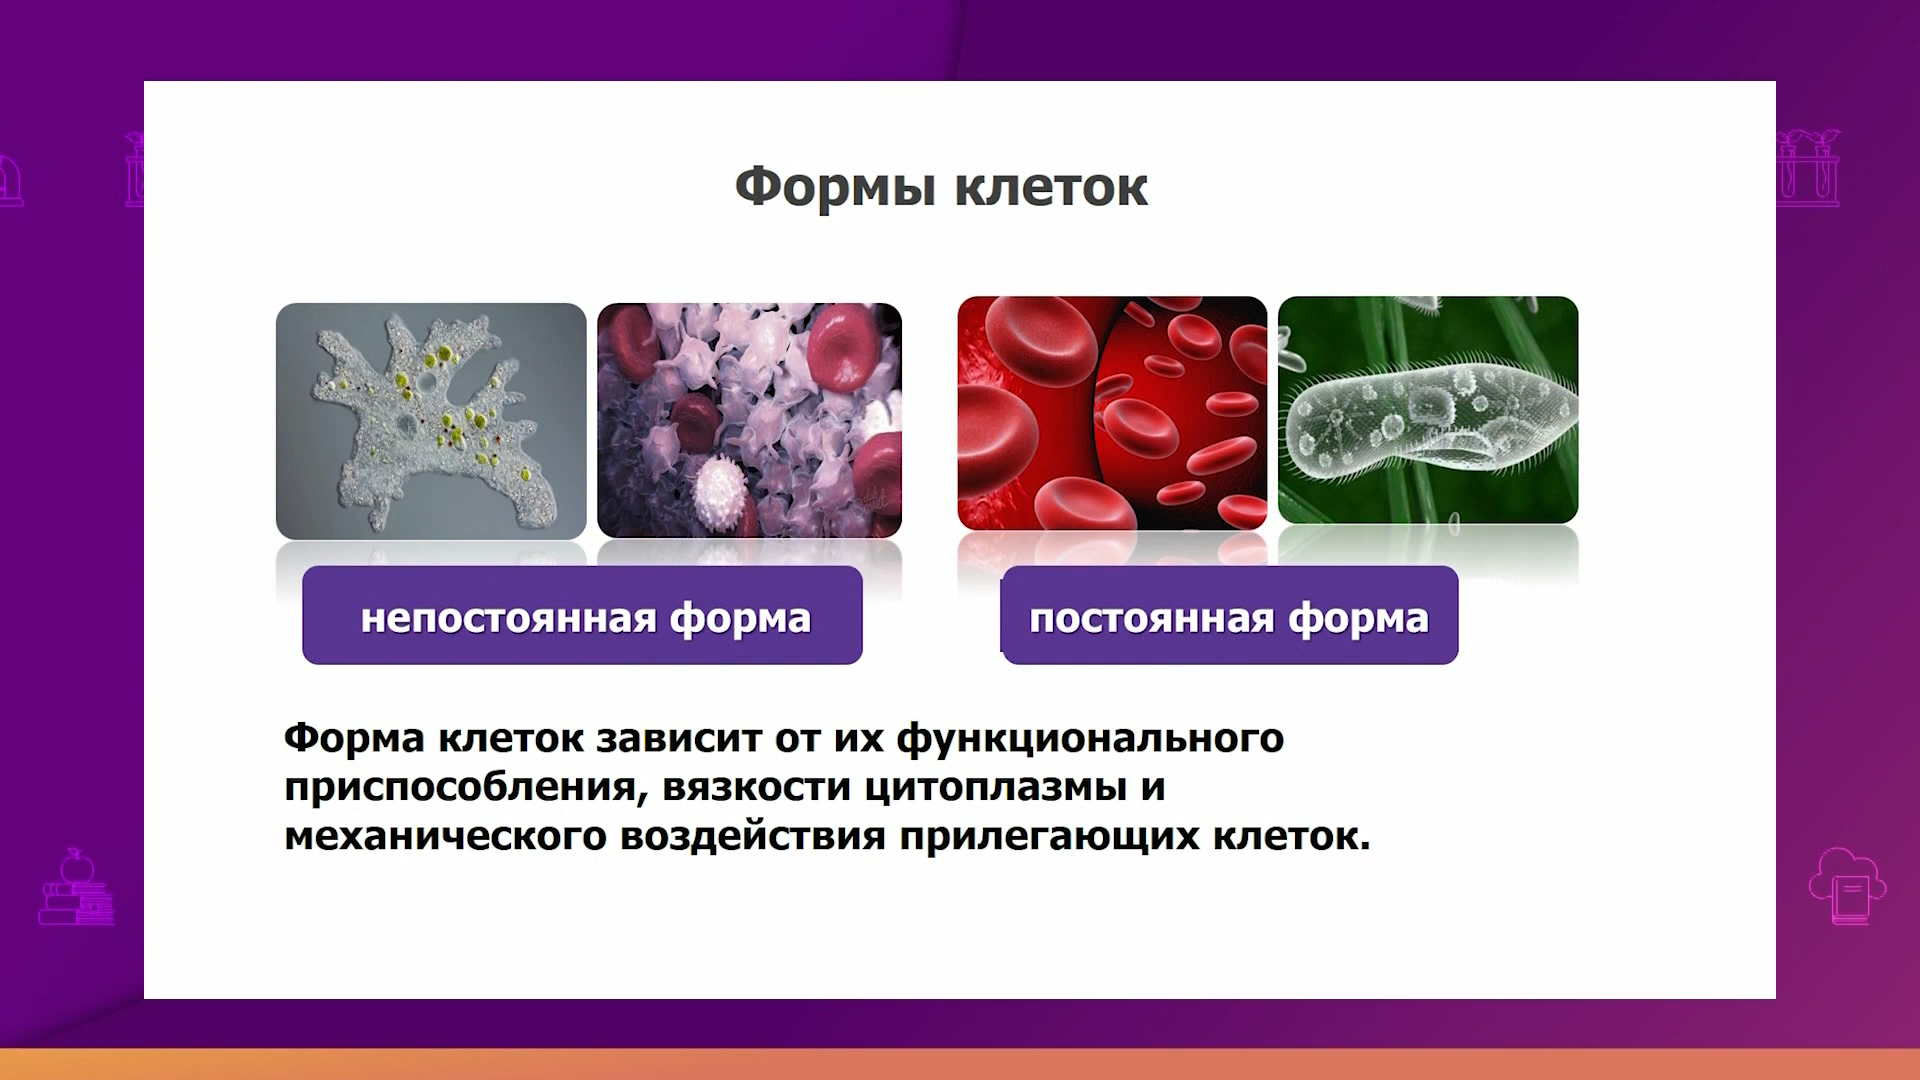 Формы клеток
непостоянная форма
постоянная форма
Форма клеток зависит от их функционального
приспособления, вязкости цитоплазмы и
механического воздействия прилегающих клеток.